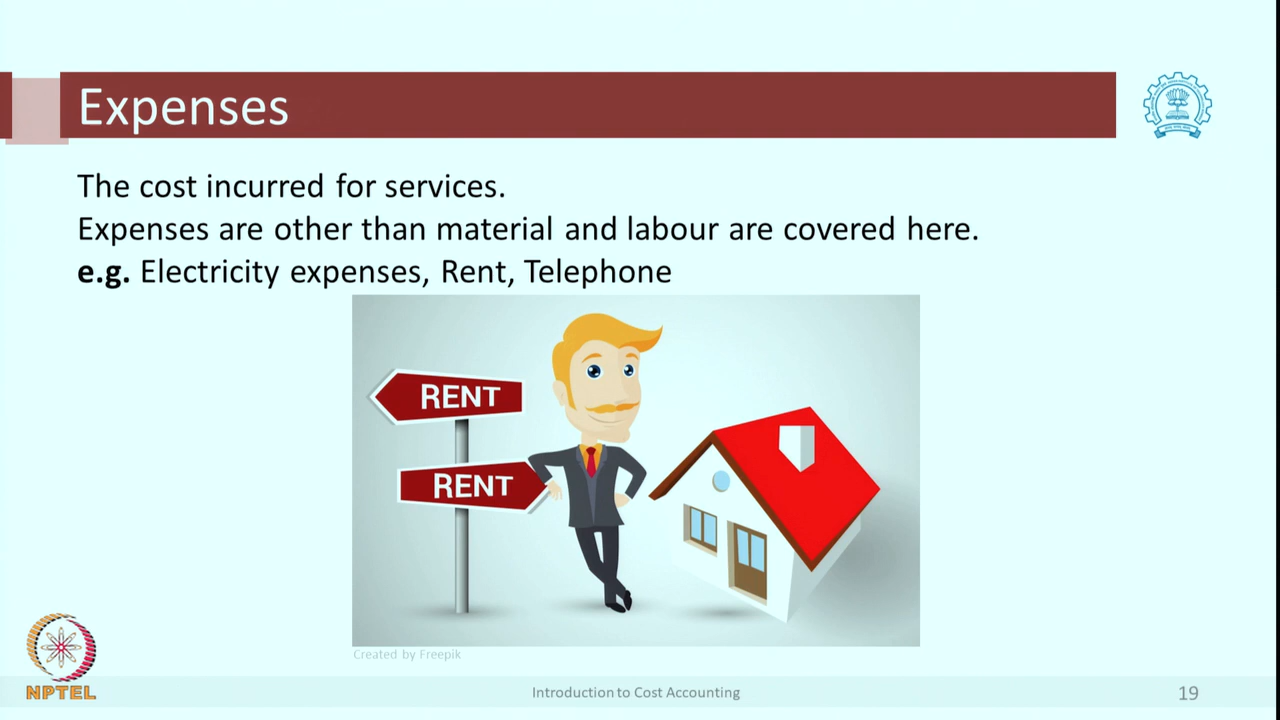 Expenses
The cost incurred for services.
Expenses are other than material and labour are covered here.
e.g. Electricity expenses, Rent, Telephone
RENT
RENT
Created by Freepik
NPTEL
Introduction to Cost Accounting
19